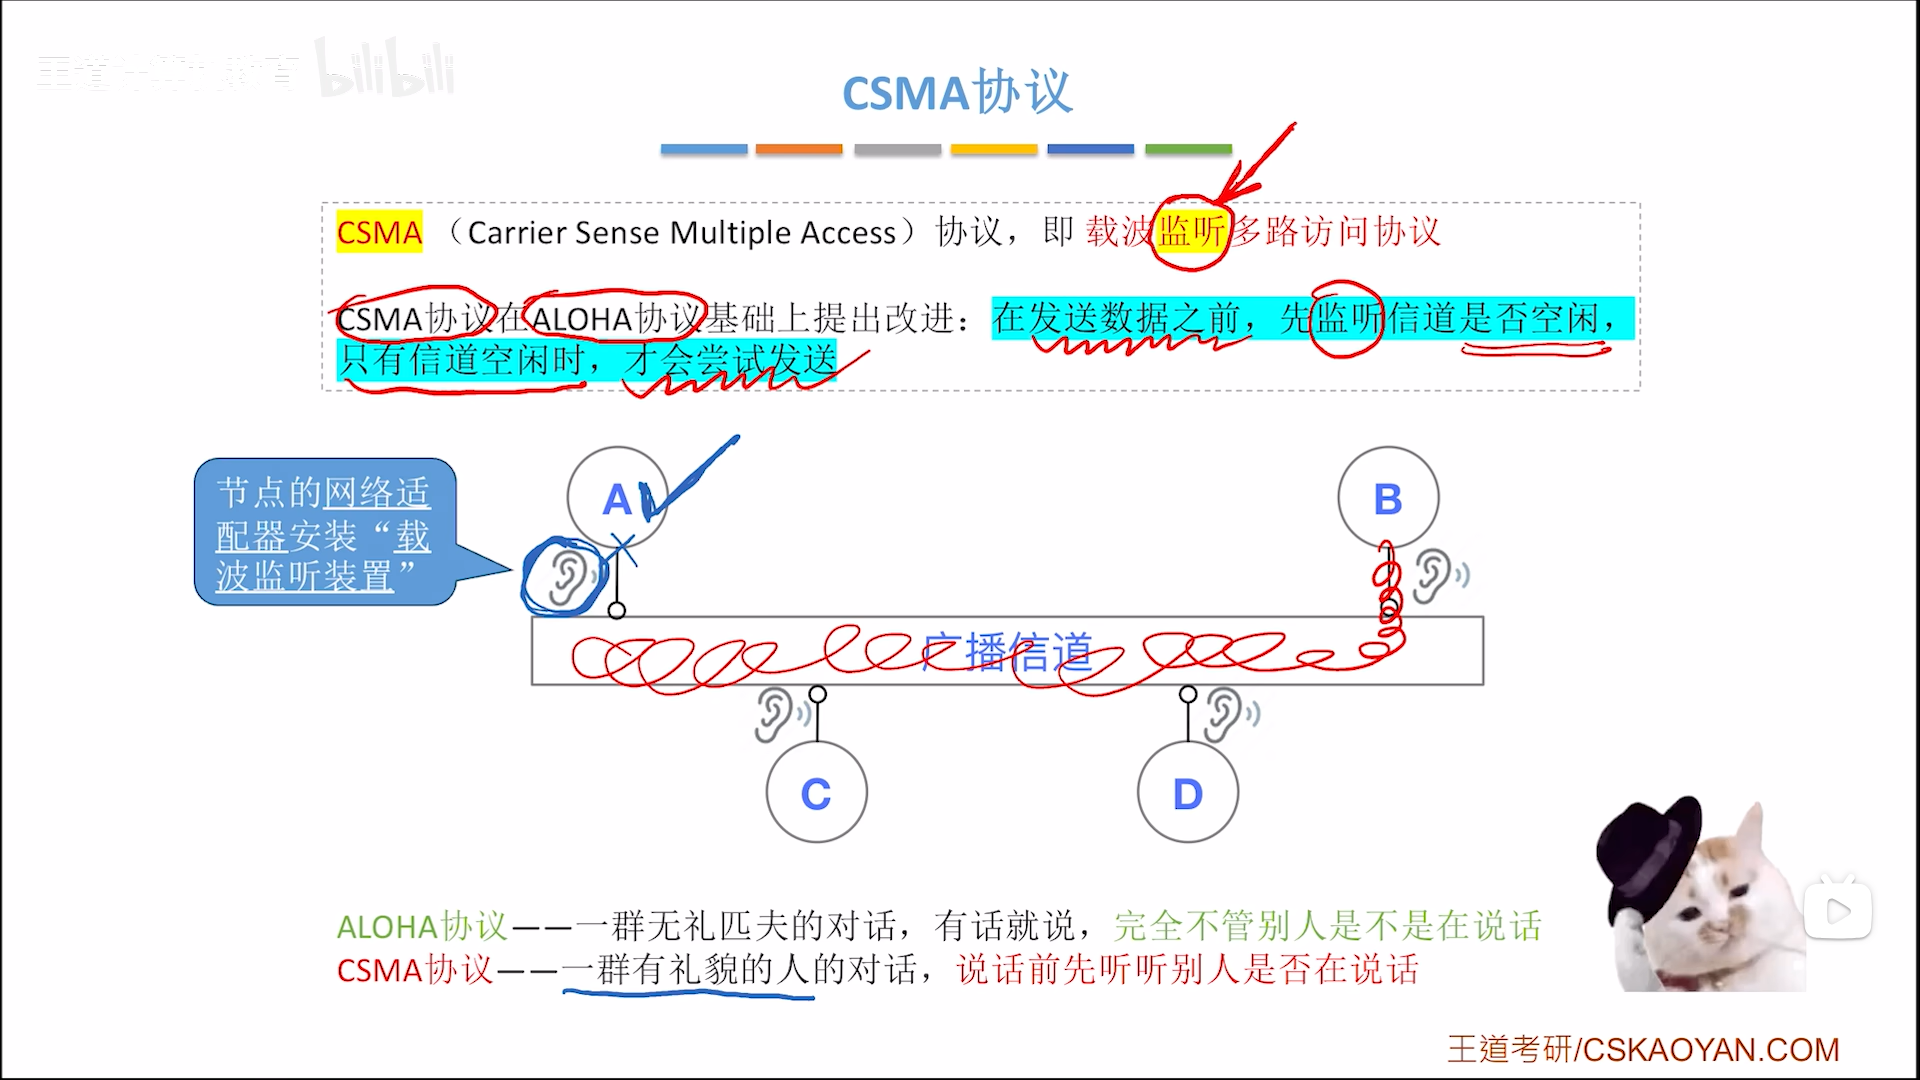 bilibili
CSMA协议
CSMA（Carrier Sense Multiple Access）协议，即 载波监听多路访问协议
CSMA协议在ALOHA协议基础上提出改进：在发送数据之前，先监听信道是否空闲，
只有信道空闲时，才会尝试发送
节点的网络适
配器安装“载
波监听装置”
A
B
广播信道
C
D
ALOHA协议——一群无礼匹夫的对话，有话就说，完全不管别人是不是在说话
CSMA协议——一群有礼貌的人的对话，说话前先听听别人是否在说话
王道考研/CSKAOYAN.COM